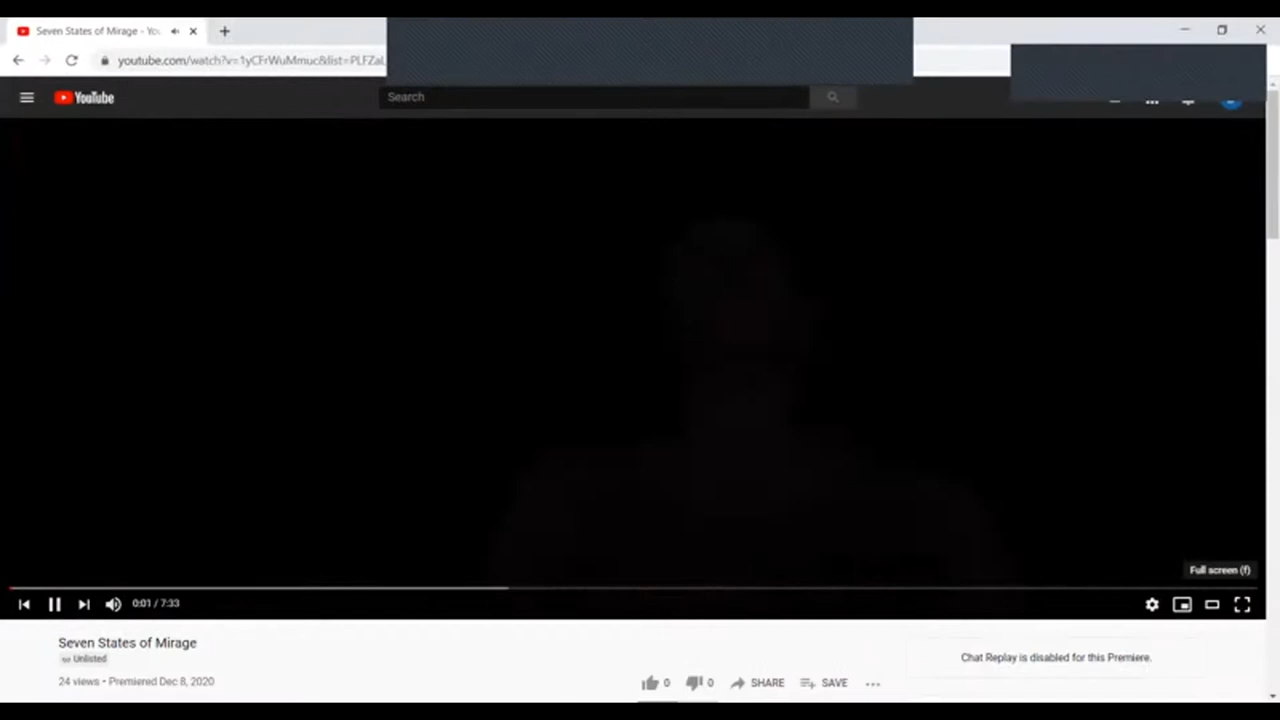 Seven States of Mirage - You
youtube.com/watch?v=1yCFrWuMmuc&list=PLFZaL
YouTube
Search
Full screen (f)
0:01 / 7:33
Seven States of Mirage
Unlisted
24 views • Premiered Dec 8, 2020
0
0
SHARE
SAVE
Chat Replay is disabled for this Premiere.